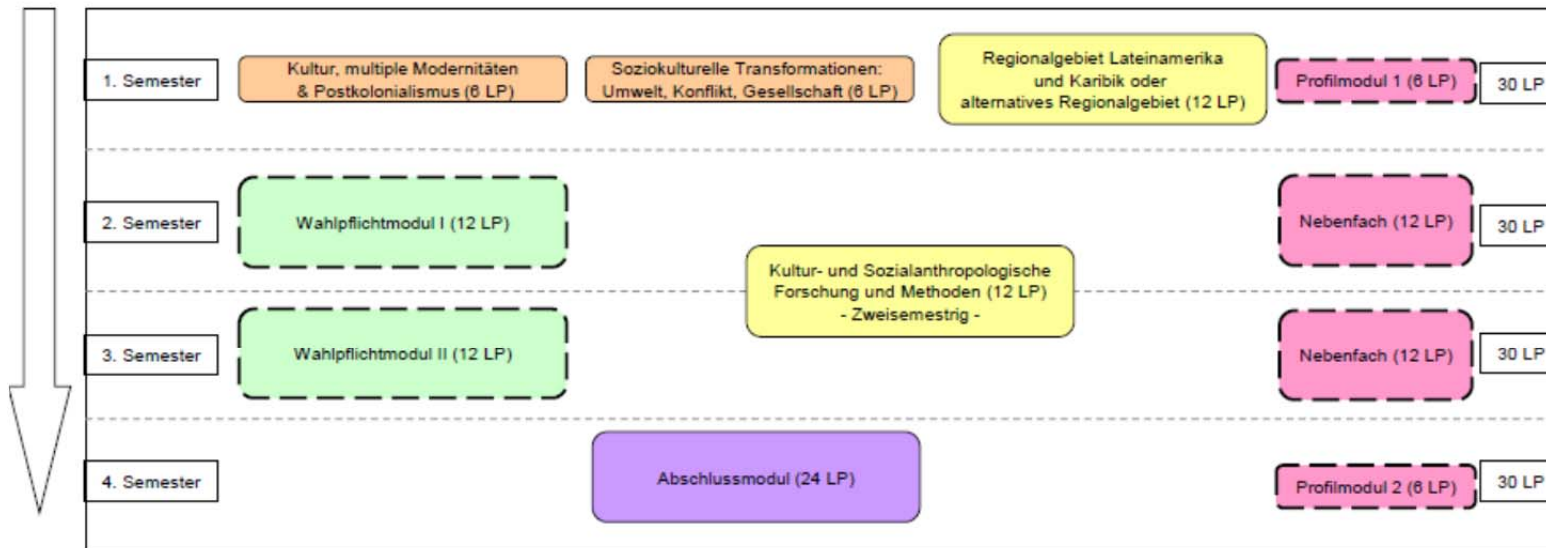 1. Semester
Kultur, multiple Modernitäten
& Postkolonialismus (6 LP)
Soziokulturelle Transformationen:
Umwelt, Konflikt, Gesellschaft (6 LP)
Regionalgebiet Lateinamerika
und Karibik oder
alternatives Regionalgebiet (12 LP)
Profilmodul 1 (6 LP)
30 LP
2. Semester
Wahlpflichtmodul I (12 LP)
Nebenfach (12 LP)
30 LP
Kultur- und Sozialanthropologische
Forschung und Methoden (12 LP)
- Zweisemestrig -
3. Semester
Wahlpflichtmodul II (12 LP)
Nebenfach (12 LP)
30 LP
4. Semester
Abschlussmodul (24 LP)
Profilmodul 2 (6 LP)
30 LP